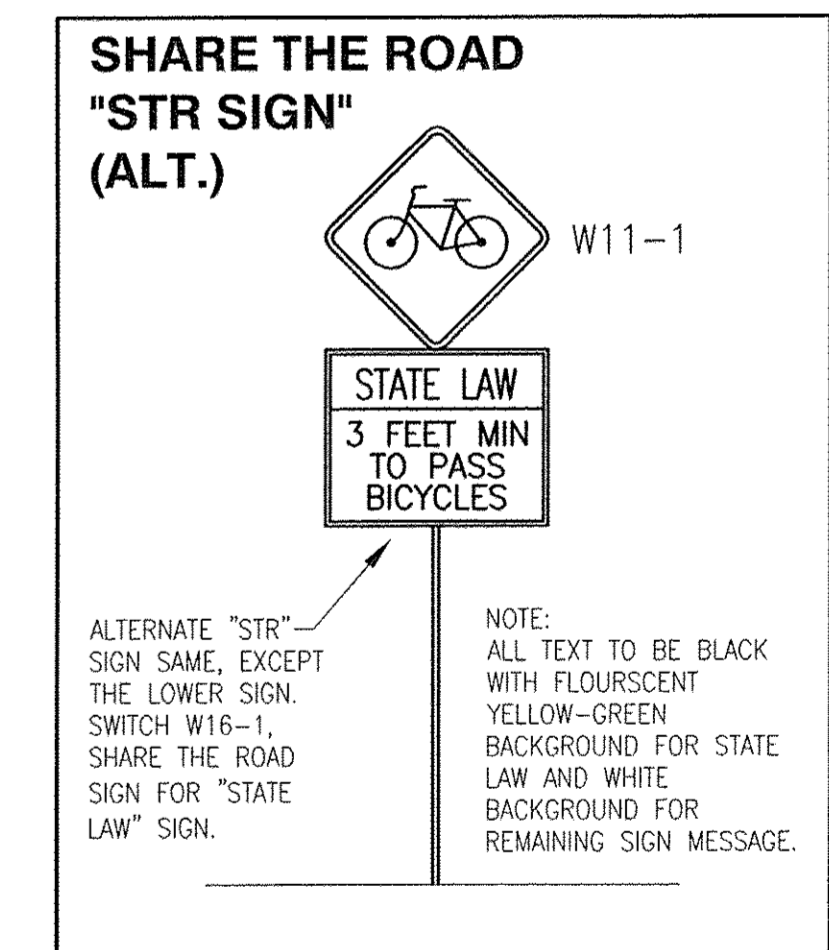 SHARE THE ROAD
"STR SIGN"
(ALT.)
W11-1
STATE LAW
3 FEET MIN
TO PASS
BICYCLES
ALTERNATE "STR"
SIGN SAME, EXCEPT
THE LOWER SIGN.
SWITCH W16-1,
SHARE THE ROAD
SIGN FOR "STATE
LAW" SIGN.
NOTE:
ALL TEXT TO BE BLACK
WITH FLOURSCENT
YELLOW-GREEN
BACKGROUND FOR STATE
LAW AND WHITE
BACKGROUND FOR
REMAINING SIGN MESSAGE.